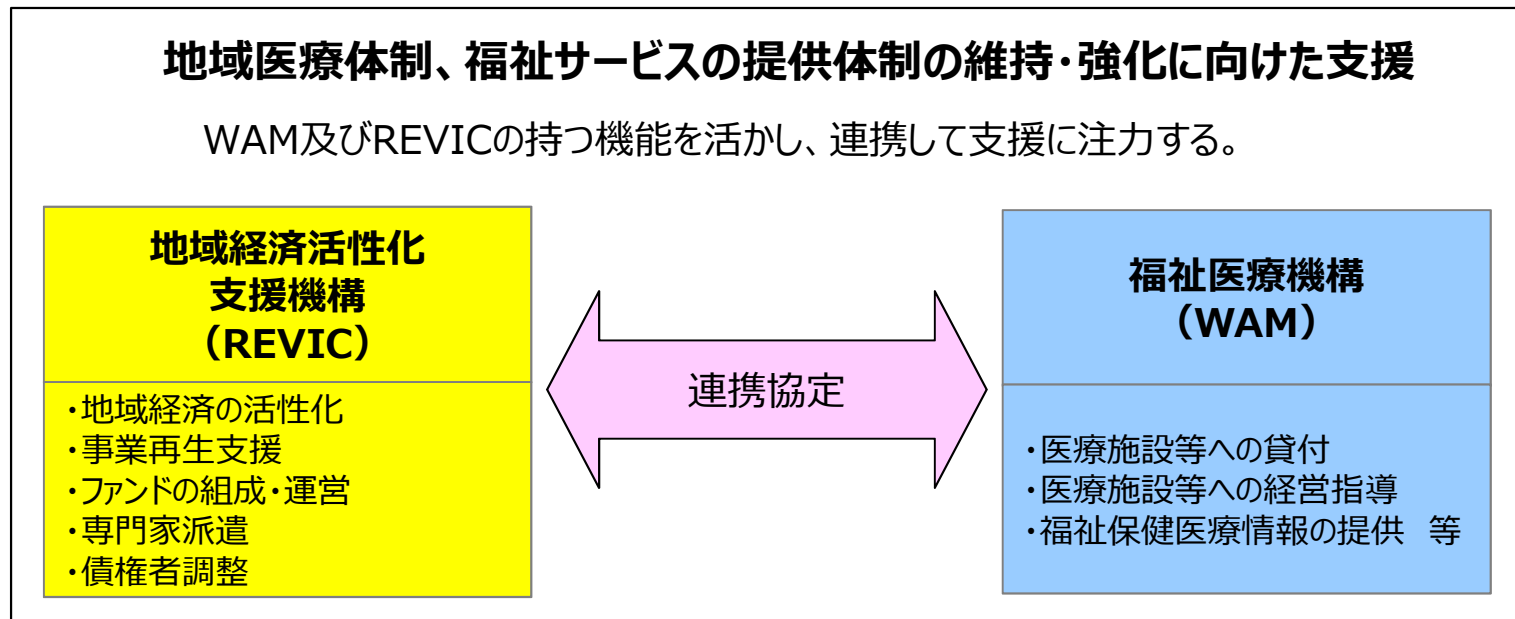 地域医療体制、福祉サービスの提供体制の維持・強化に向けた支援
WAM及びREVICの持つ機能を活かし、連携して支援に注力する。
地域経済活性化
支援機構
（REVIC）
・地域経済の活性化
・事業再生支援
・ファンドの組成・運営
・専門家派遣
・債権者調整
連携協定
福祉医療機構
（WAM）
・医療施設等への貸付
・医療施設等への経営指導
・福祉保健医療情報の提供　等